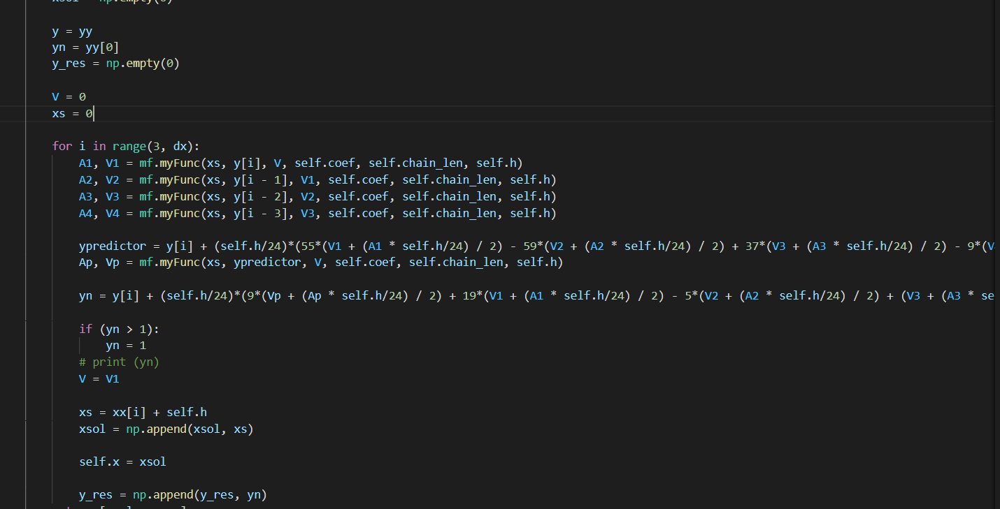 y = yy
yn = yy[0]
y_res = np.empty(0)
V = 0
xs = 0
for i in range(3, dx):
A1, V1 = mf.myFunc(xs, y[i], V, self.coef, self.chain_len, self.h)
A2, V2 = mf.myFunc(xs, y[i - 1], V1, self.coef, self.chain_len, self.h)
A3, V3 = mf.myFunc(xs, y[i - 2], V2, self.coef, self.chain_len, self.h)
A4, V4 = mf.myFunc(xs, y[i - 3], V3, self.coef, self.chain_len, self.h)
ypredictor = y[i] + (self.h/24)*(55*(V1 + (A1 * self.h/24) / 2) - 59*(V2 + (A2 * self.h/24) / 2) + 37*(V3 + (A3 * self.h/24) / 2) - 9*(V
Ap, Vp = mf.myFunc(xs, ypredictor, V, self.coef, self.chain_len, self.h)
yn = y[i] + (self.h/24)*(9*(Vp + (Ap * self.h/24) / 2) + 19*(V1 + (A1 * self.h/24) / 2) - 5*(V2 + (A2 * self.h/24) / 2) + (V3 + (A3 * se
if (yn > 1):
yn = 1
# print (yn)
V = V1
xs = xx[i] + self.h
xsol = np.append(xsol, xs)
self.x = xsol
y_res = np.append(y_res, yn)